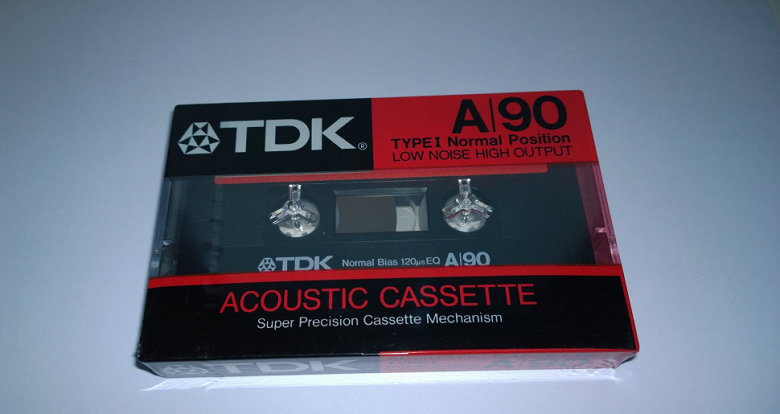 TDK®
A|90
TYPE I Normal Position
LOW NOISE HIGH OUTPUT
TDK Normal Bias 120µs EQ A|90
ACOUSTIC CASSETTE
Super Precision Cassette Mechanism
TDK